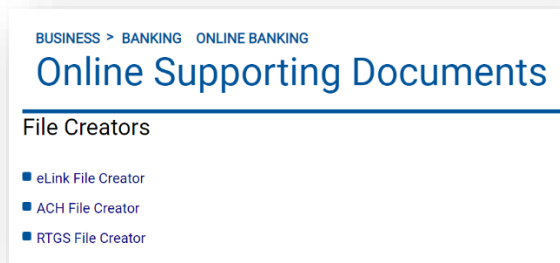 BUSINESS > BANKING ONLINE BANKING
Online Supporting Documents
File Creators
eLink File Creator
ACH File Creator
RTGS File Creator